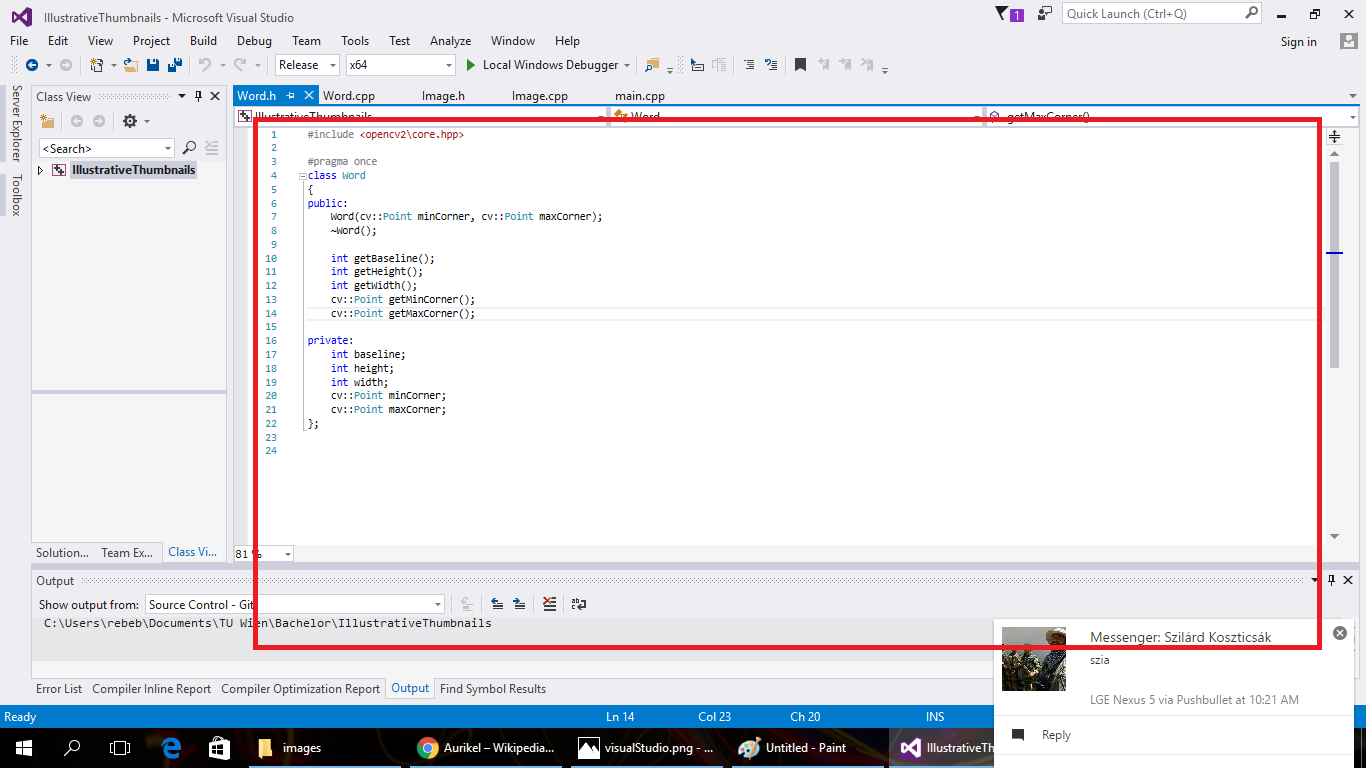 IllustrativeThumbnails - Microsoft Visual Studio
1
Quick Launch (Ctrl+Q)
File Edit View Project Build Debug Team Tools Test Analyze Window Help
Sign in
Release x64 Local Windows Debugger
Server Explorer
Toolbox
Class View
<Search>
IllustrativeThumbnails
Solution... Team Ex... Class Vi...
Word.h Word.cpp Image.h Image.cpp main.cpp
IllustrativeThumbnails Word getMaxCorner()
1 #include <opencv2\core.hpp>
2
3 #pragma once
4 class Word
5 {
6 public:
7 Word(cv::Point minCorner, cv::Point maxCorner);
8 ~Word();
9
10 int getBaseline();
11 int getHeight();
12 int getWidth();
13 cv::Point getMinCorner();
14 cv::Point getMaxCorner();
15
16 private:
17 int baseline;
18 int height;
19 int width;
20 cv::Point minCorner;
21 cv::Point maxCorner;
22 };
23
24
81 %
Output
Show output from: Source Control - Git
C:\Users\rebeb\Documents\TU Wien\Bachelor\IllustrativeThumbnails
Error List Compiler Inline Report Compiler Optimization Report Output Find Symbol Results
Messenger: Szilárd Koszticsák
szia
LGE Nexus 5 via Pushbullet at 10:21 AM
Reply
Ready Ln 14 Col 23 Ch 20 INS
images Aurikel – Wikipedia... visualStudio.png - ... Untitled - Paint IllustrativeTh